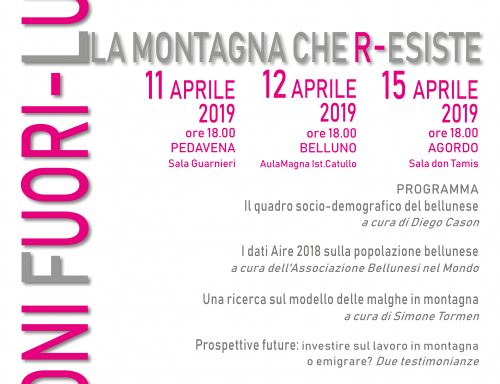 LA MONTAGNA CHE R-ESISTE
11 APRILE
2019
ore 18.00
PEDAVENA
Sala Guarnieri
12 APRILE
2019
ore 18.00
BELLUNO
AulaMagna Ist.Catullo
15 APRILE
2019
ore 18.00
AGORDO
Sala don Tamis
PROGRAMMA
Il quadro socio-demografico del bellunese
a cura di Diego Cason
I dati Aire 2018 sulla popolazione bellunese
a cura dell'Associazione Bellunesi nel Mondo
Una ricerca sul modello delle malghe in montagna
a cura di Simone Tormen
Prospettive future: investire sul lavoro in montagna
o emigrare? Due testimonianze
ONI FUORI-LU